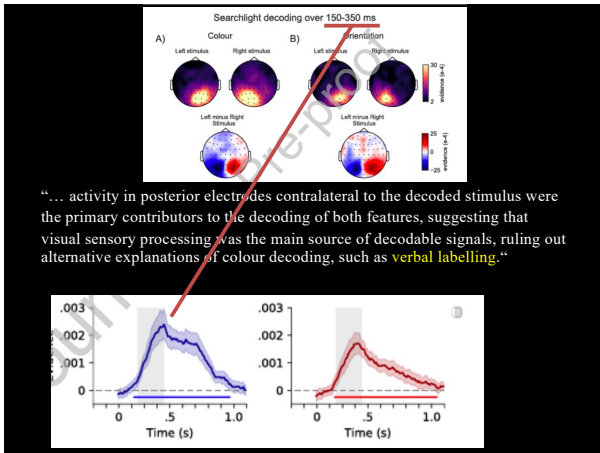 Searchlight decoding over 150-350 ms
Colour
Orientation
A)
B)
Left stimulus
Right stimulus
Left stimulus
Right stimulus
30
2
evidence (e-4)
Left minus Right
Stimulus
Left minus Right
Stimulus
25
0
−25
evidence (e-4)
Pre-proof
“… activity in posterior electrodes contralateral to the decoded stimulus were
the primary contributors to the decoding of both features, suggesting that
visual sensory processing was the main source of decodable signals, ruling out
alternative explanations of colour decoding, such as verbal labelling.“
.003
.002
.001
0
0
.5
1.0
Time (s)
.003
.002
.001
0
0
.5
1.0
Time (s)